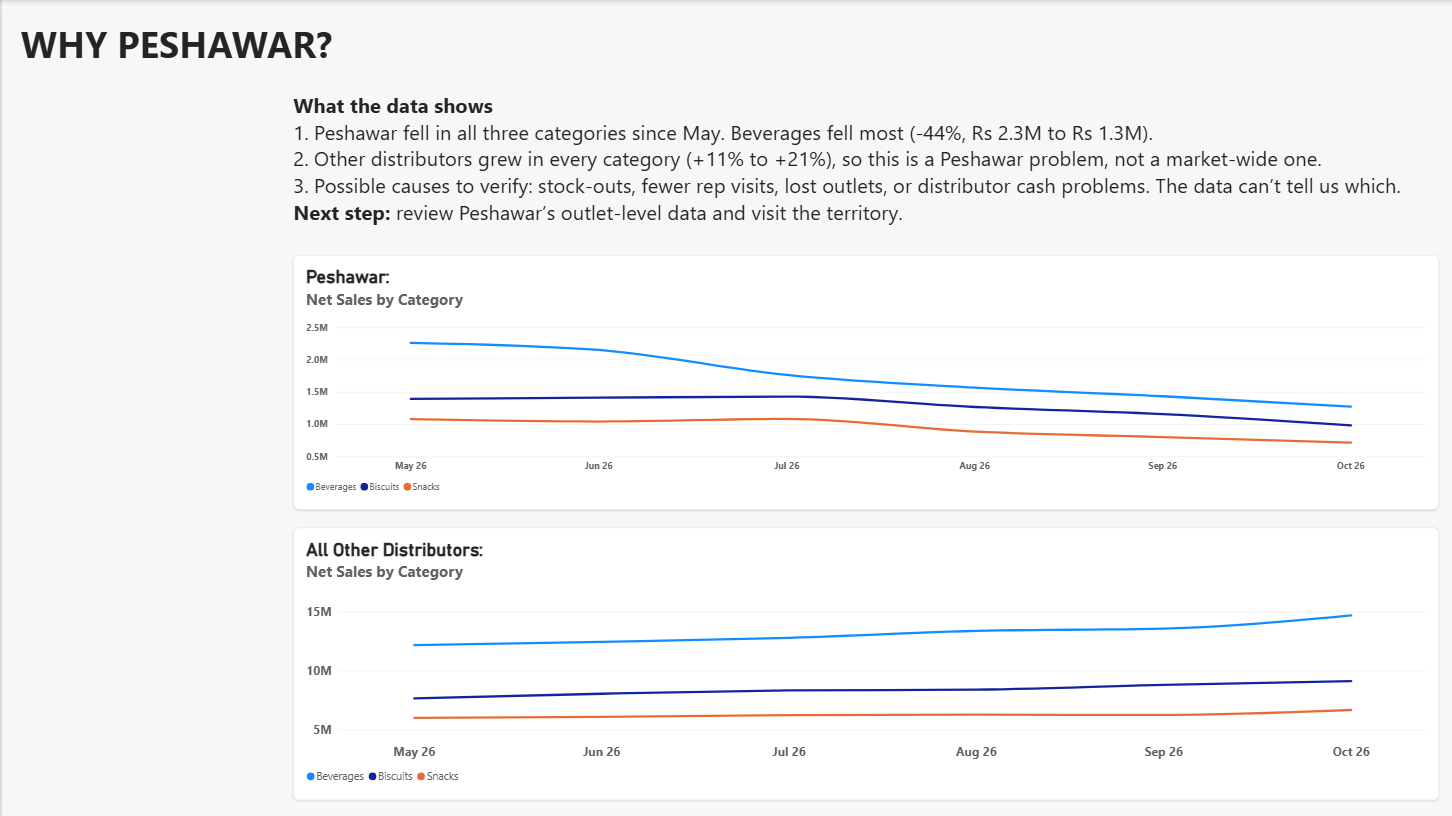 WHY PESHAWAR?
What the data shows
1. Peshawar fell in all three categories since May. Beverages fell most (-44%, Rs 2.3M to Rs 1.3M).
2. Other distributors grew in every category (+11% to +21%), so this is a Peshawar problem, not a market-wide one.
3. Possible causes to verify: stock-outs, fewer rep visits, lost outlets, or distributor cash problems. The data can’t tell us which.
Next step: review Peshawar’s outlet-level data and visit the territory.
Peshawar:
Net Sales by Category
2.5M
2.0M
1.5M
1.0M
0.5M
May 26 Jun 26 Jul 26 Aug 26 Sep 26 Oct 26
Beverages Biscuits Snacks
All Other Distributors:
Net Sales by Category
15M
10M
5M
May 26 Jun 26 Jul 26 Aug 26 Sep 26 Oct 26
Beverages Biscuits Snacks